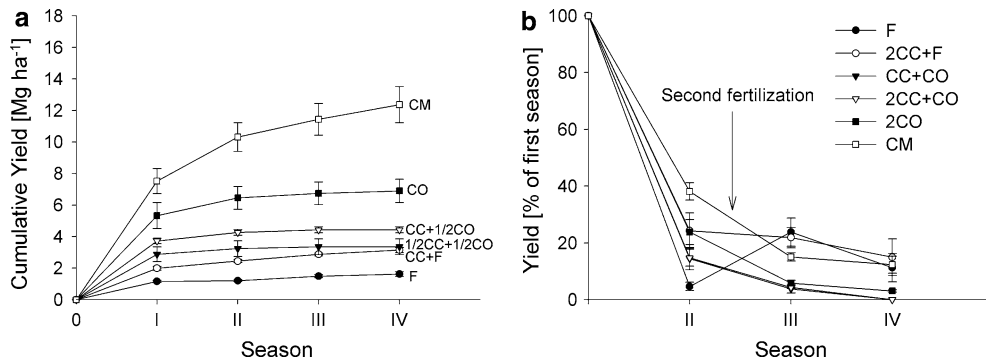 a
Cumulative Yield [Mg ha-1]
18
16
14
12
10
8
6
4
2
0
CM
CO
CC+1/2CO
1/2CC+1/2CO
CC+F
F
0 I II III IV
Season
b
Yield [% of first season]
100
80
60
40
20
0
Second fertilization
F
2CC+F
CC+CO
2CC+CO
2CO
CM
II III IV
Season